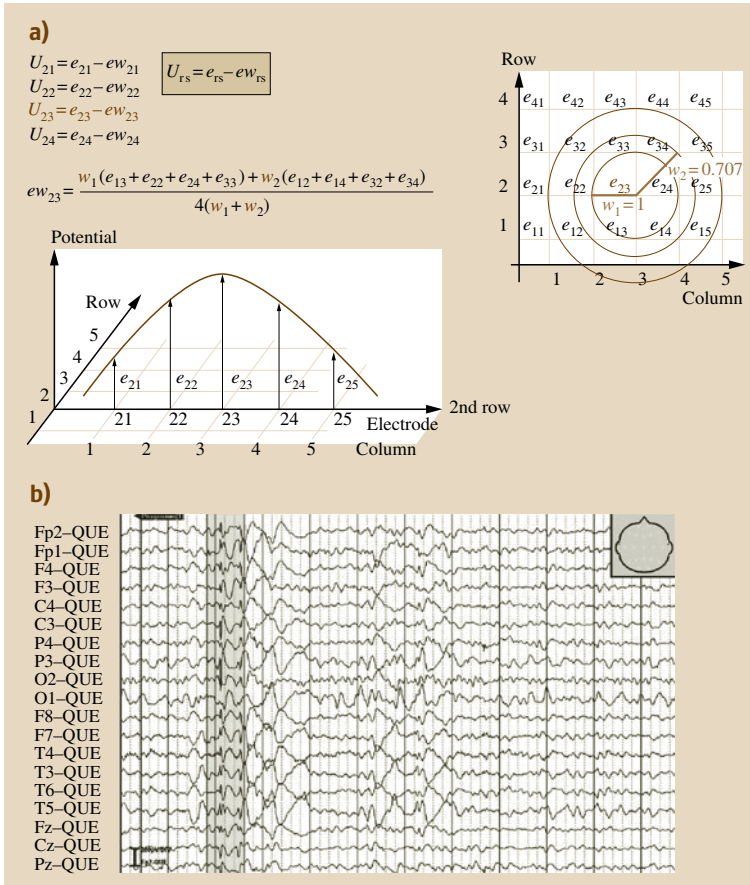 a)
U21 = e21 – ew21
U22 = e22 – ew22
U23 = e23 – ew23
U24 = e24 – ew24
Urs = ers – ewrs
ew23 = w1(e13 + e22 + e24 + e33) + w2(e12 + e14 + e32 + e34)
4(w1 + w2)
Row
4 e41 e42 e43 e44 e45
3 e31 e32 e33 e34 e35
w2 = 0.707
2 e21 e22 e23 e24 e25
w1 = 1
1 e11 e12 e13 e14 e15
1 2 3 4 5
Column
Potential
Row
5
4
3
2
1
e21 e22 e23 e24 e25
21 22 23 24 25
Electrode
2nd row
1 2 3 4 5
Column
b)
Fp2–QUE
Fp1–QUE
F4–QUE
F3–QUE
C4–QUE
C3–QUE
P4–QUE
P3–QUE
O2–QUE
O1–QUE
F8–QUE
F7–QUE
T4–QUE
T3–QUE
T6–QUE
T5–QUE
Fz–QUE
Cz–QUE
Pz–QUE